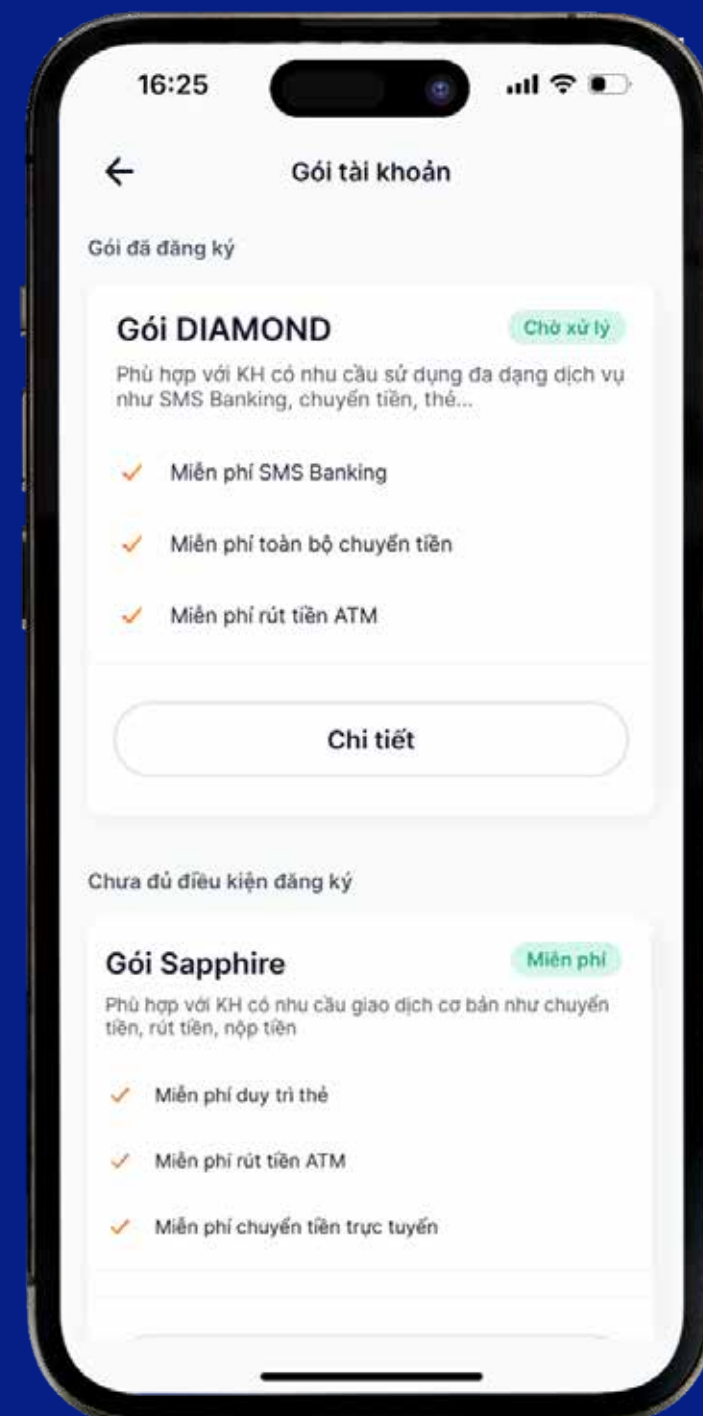 16:25
Gói tài khoản
Gói đã đăng ký
Gói DIAMOND
Chờ xử lý
Phù hợp với KH có nhu cầu sử dụng đa dạng dịch vụ
như SMS Banking, chuyển tiền, thẻ...
Miễn phí SMS Banking
Miễn phí toàn bộ chuyển tiền
Miễn phí rút tiền ATM
Chi tiết
Chưa đủ điều kiện đăng ký
Gói Sapphire
Miễn phí
Phù hợp với KH có nhu cầu giao dịch cơ bản như chuyển
tiền, rút tiền, nộp tiền
Miễn phí duy trì thẻ
Miễn phí rút tiền ATM
Miễn phí chuyển tiền trực tuyến